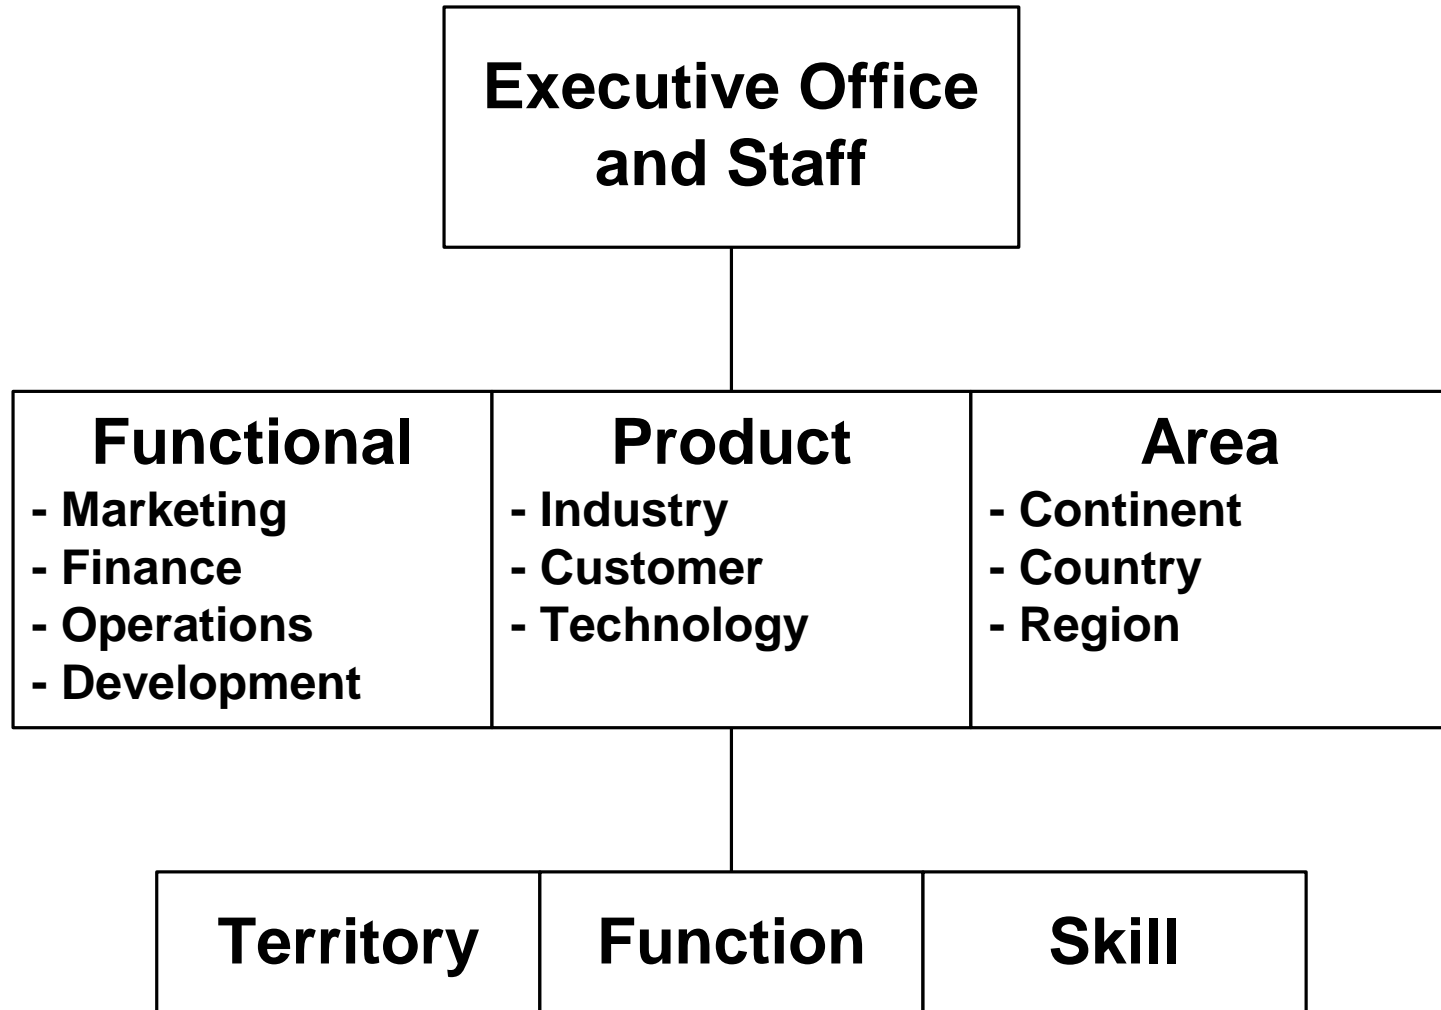 Executive Office
and Staff
Functional
- Marketing
- Finance
- Operations
- Development
Product
- Industry
- Customer
- Technology
Area
- Continent
- Country
- Region
Territory
Function
Skill